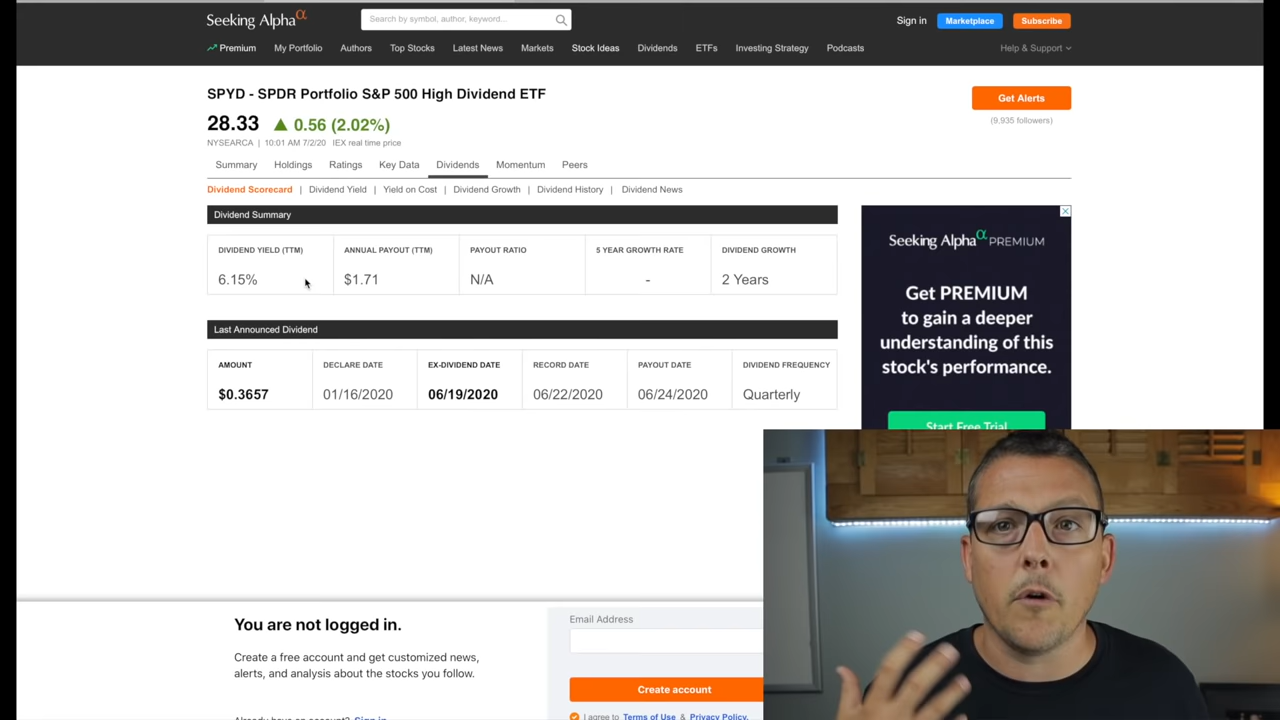 Seeking Alpha α
Search by symbol, author, keyword...
Sign in
Marketplace
Subscribe
Premium
My Portfolio
Authors
Top Stocks
Latest News
Markets
Stock Ideas
Dividends
ETFs
Investing Strategy
Podcasts
Help & Support
SPYD - SPDR Portfolio S&P 500 High Dividend ETF
Get Alerts
28.33 ▲ 0.56 (2.02%)
(9,935 followers)
NYSEARCA | 10:01 AM 7/2/20 IEX real time price
Summary
Holdings
Ratings
Key Data
Dividends
Momentum
Peers
Dividend Scorecard | Dividend Yield | Yield on Cost | Dividend Growth | Dividend History | Dividend News
Dividend Summary
DIVIDEND YIELD (TTM)
ANNUAL PAYOUT (TTM)
PAYOUT RATIO
5 YEAR GROWTH RATE
DIVIDEND GROWTH
6.15%
$1.71
N/A
-
2 Years
Last Announced Dividend
AMOUNT
DECLARE DATE
EX-DIVIDEND DATE
RECORD DATE
PAYOUT DATE
DIVIDEND FREQUENCY
$0.3657
01/16/2020
06/19/2020
06/22/2020
06/24/2020
Quarterly
Seeking Alpha α PREMIUM
Get PREMIUM
to gain a deeper
understanding of this
stock's performance.
Start Free Trial
You are not logged in.
Create a free account and get customized news,
alerts, and analysis about the stocks you follow.
Already have an account? Sign in
Email Address
Create account
I agree to Terms of Use & Privacy Policy.